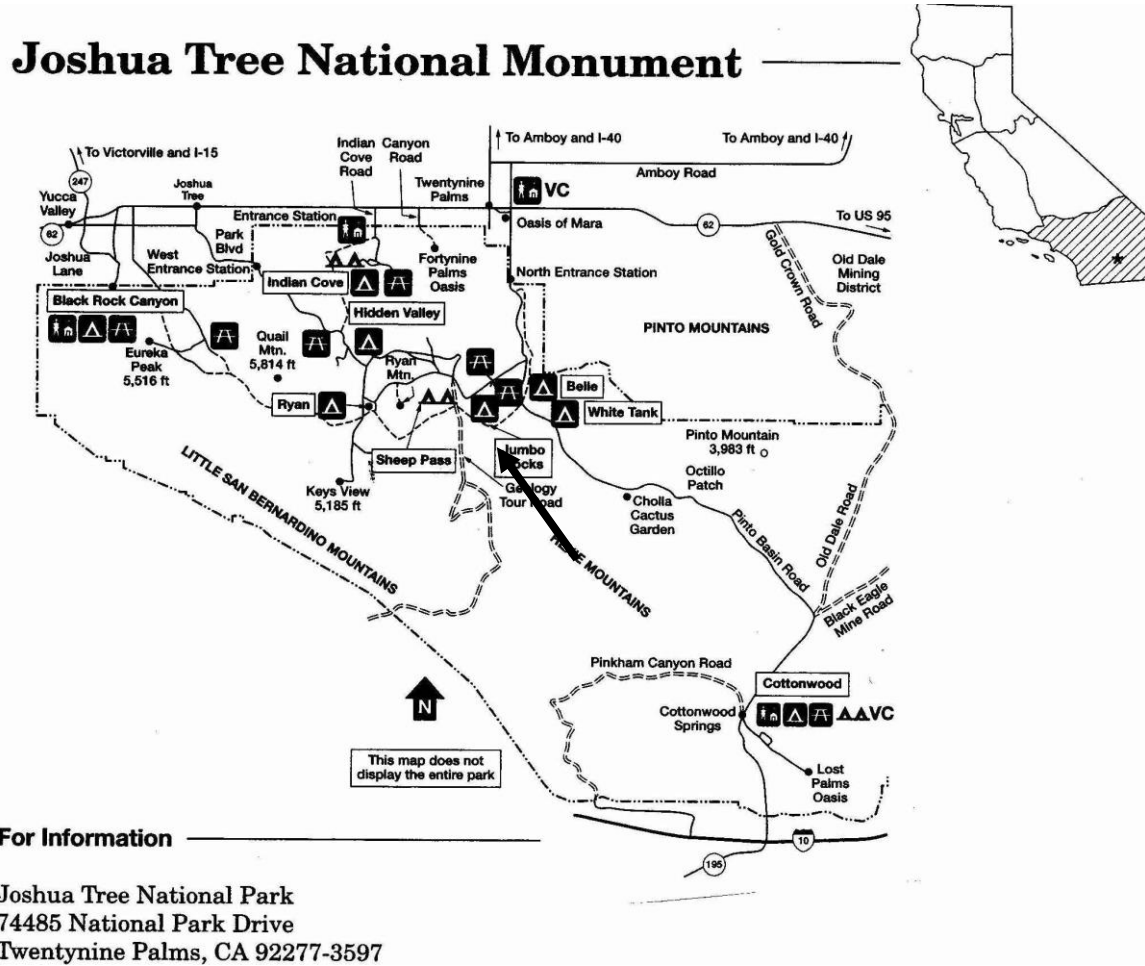 Joshua Tree National Monument
To Victorville and I-15
247
Yucca
Valley
62
Joshua
Lane
Joshua
Tree
Park
Blvd
West
Entrance Station
Entrance Station
Indian
Cove
Road
Canyon
Road
Twentynine
Palms
VC
To Amboy and I-40
To Amboy and I-40
Amboy Road
Oasis of Mara
62
To US 95
Fortynine
Palms
Oasis
North Entrance Station
Gold Crown Road
Old Dale
Mining
District
Indian Cove
Black Rock Canyon
Hidden Valley
PINTO MOUNTAINS
Eureka
Peak
5,516 ft
Quail
Mtn.
5,814 ft
Ryan
Mtn.
Belle
White Tank
Ryan
Sheep Pass
Pinto Mountain
3,983 ft
Octillo
Patch
Keys View
5,185 ft
Tour Road
Cholla
Cactus
Garden
LITTLE SAN BERNARDINO MOUNTAINS
MOUNTAINS
Pinto Basin Road
Old Dale Road
Black Eagle
Mine Road
Pinkham Canyon Road
Cottonwood
Cottonwood
Springs
VC
Lost
Palms
Oasis
N
This map does not
display the entire park
10
195
For Information
Joshua Tree National Park
74485 National Park Drive
Twentynine Palms, CA 92277-3597